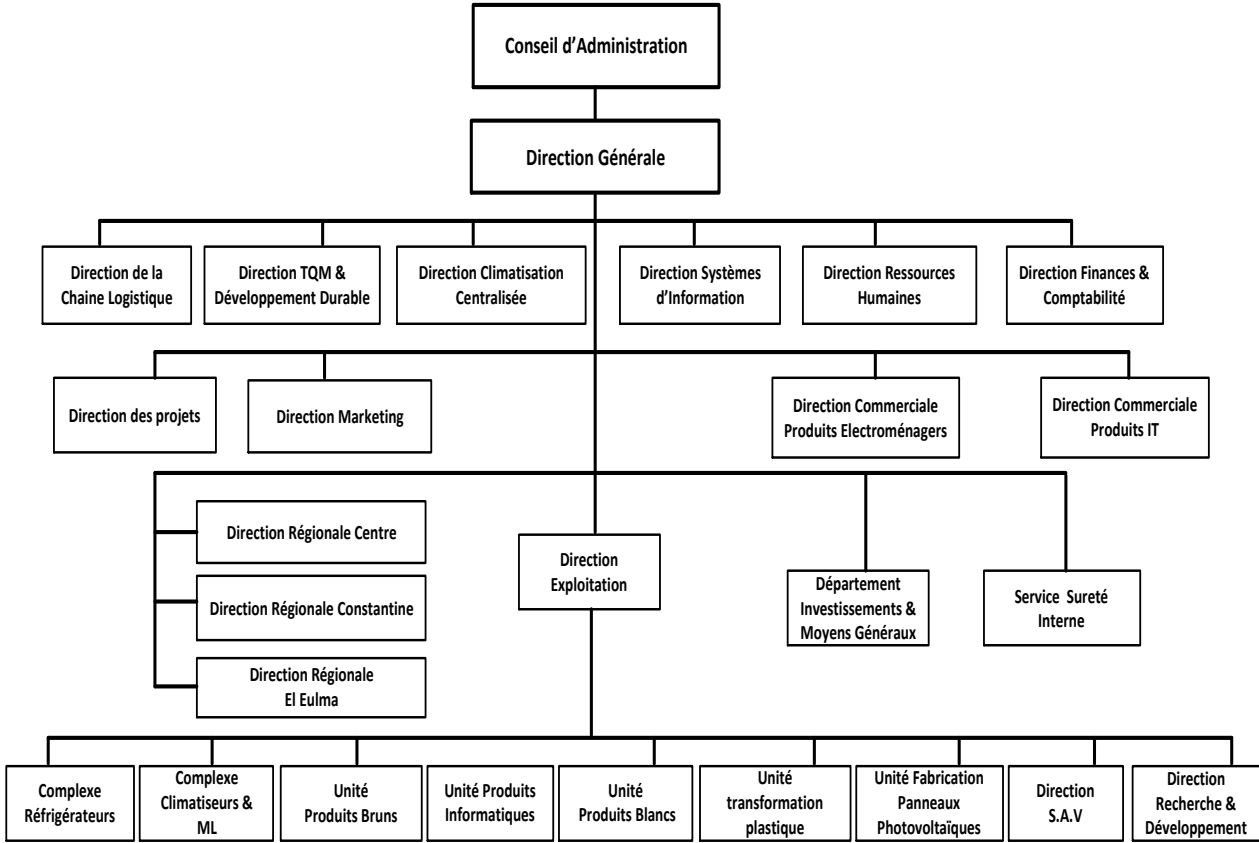 Conseil d'Administration
Direction Générale
Direction de la
Chaine Logistique
Direction TQM &
Développement Durable
Direction Climatisation
Centralisée
Direction Systèmes
d'Information
Direction Ressources
Humaines
Direction Finances &
Comptabilité
Direction des projets
Direction Marketing
Direction Commerciale
Produits Electroménagers
Direction Commerciale
Produits IT
Direction Régionale Centre
Direction Régionale Constantine
Direction Régionale
El Eulma
Direction
Exploitation
Département
Investissements &
Moyens Généraux
Service Sureté
Interne
Complexe
Réfrigérateurs
Complexe
Climatiseurs &
ML
Unité
Produits Bruns
Unité Produits
Informatiques
Unité
Produits Blancs
Unité
transformation
plastique
Unité Fabrication
Panneaux
Photovoltaïques
Direction
S.A.V
Direction
Recherche &
Développement